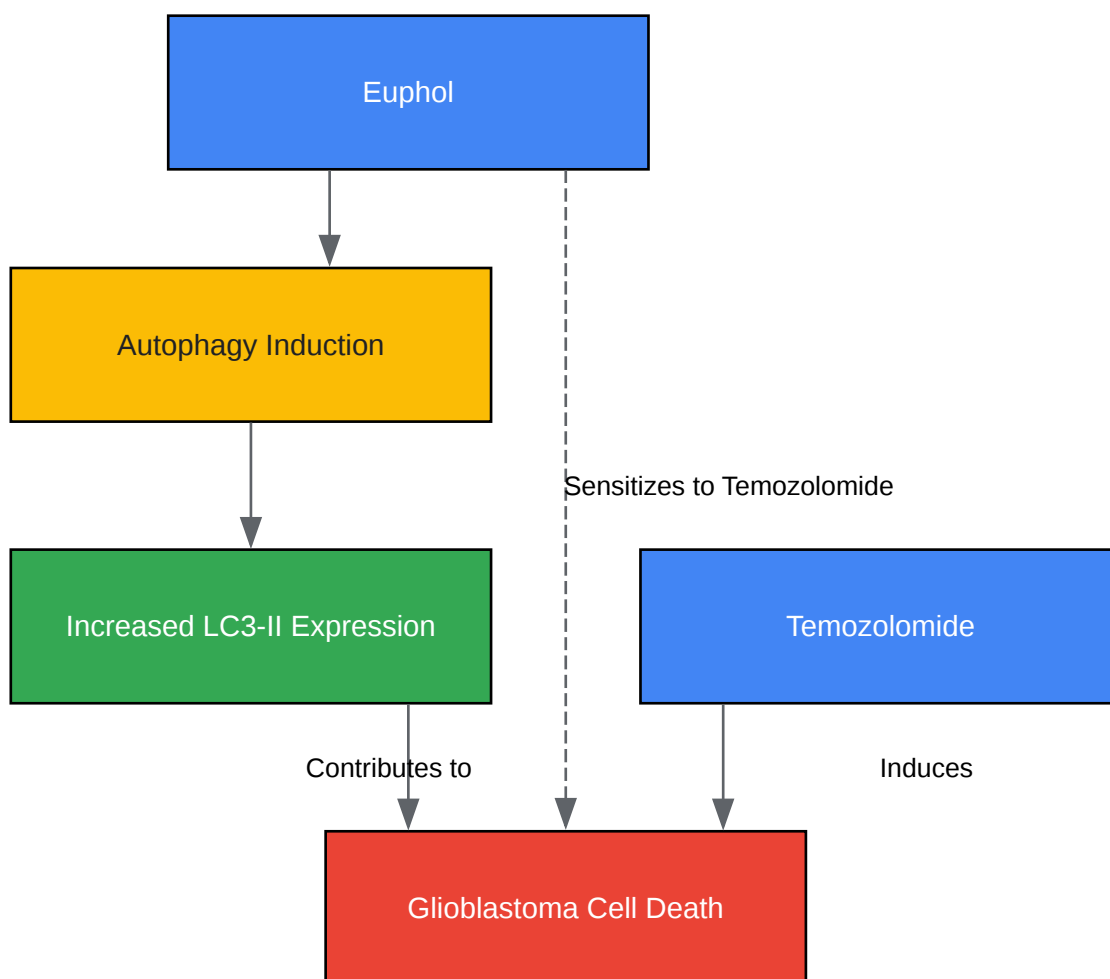 Euphol
Autophagy Induction
Sensitizes to Temozolomide
Increased LC3-II Expression
Temozolomide
Contributes to
Induces
Glioblastoma Cell Death